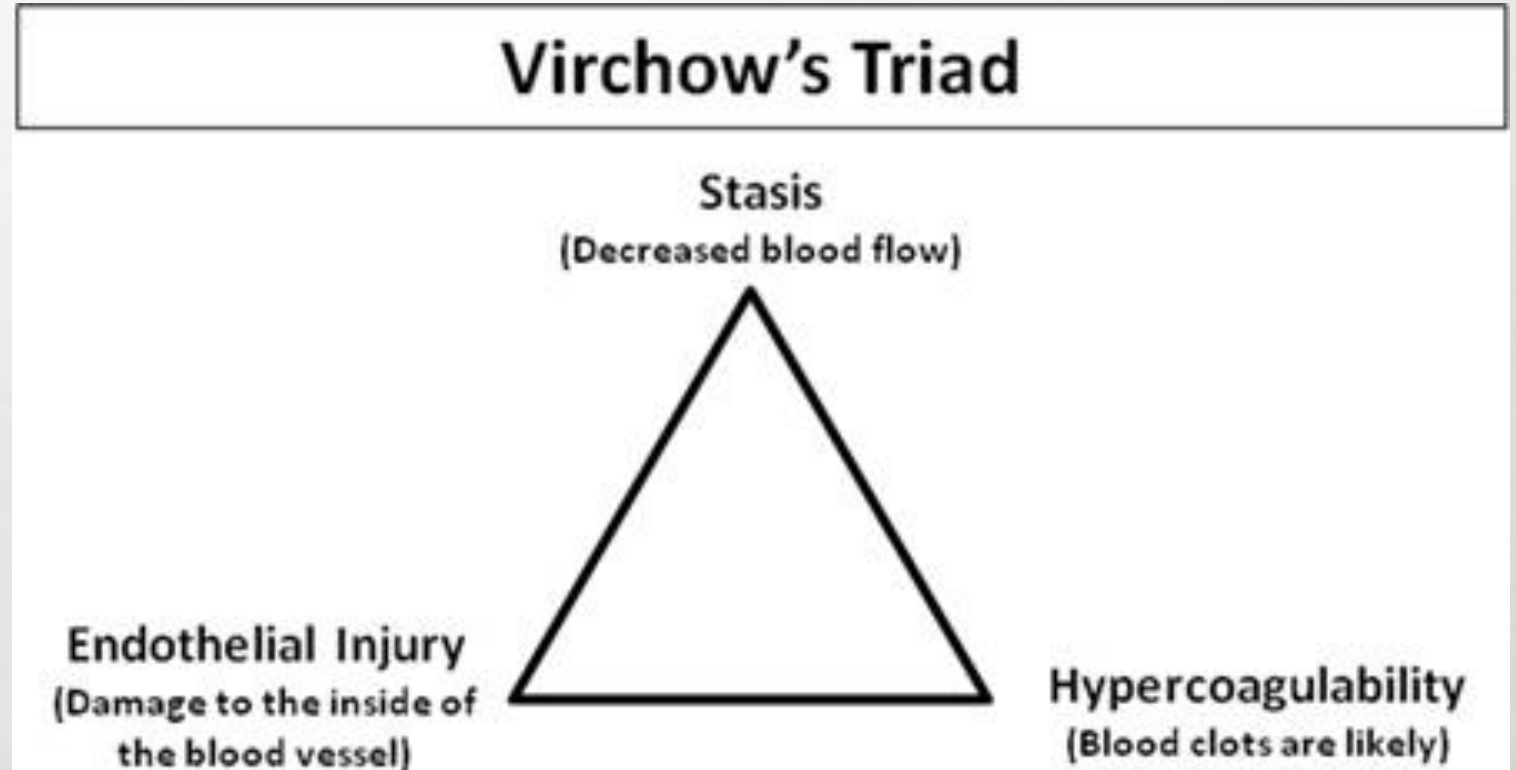 Virchow’s Triad
Stasis
(Decreased blood flow)
Endothelial Injury
(Damage to the inside of
the blood vessel)
Hypercoagulability
(Blood clots are likely)